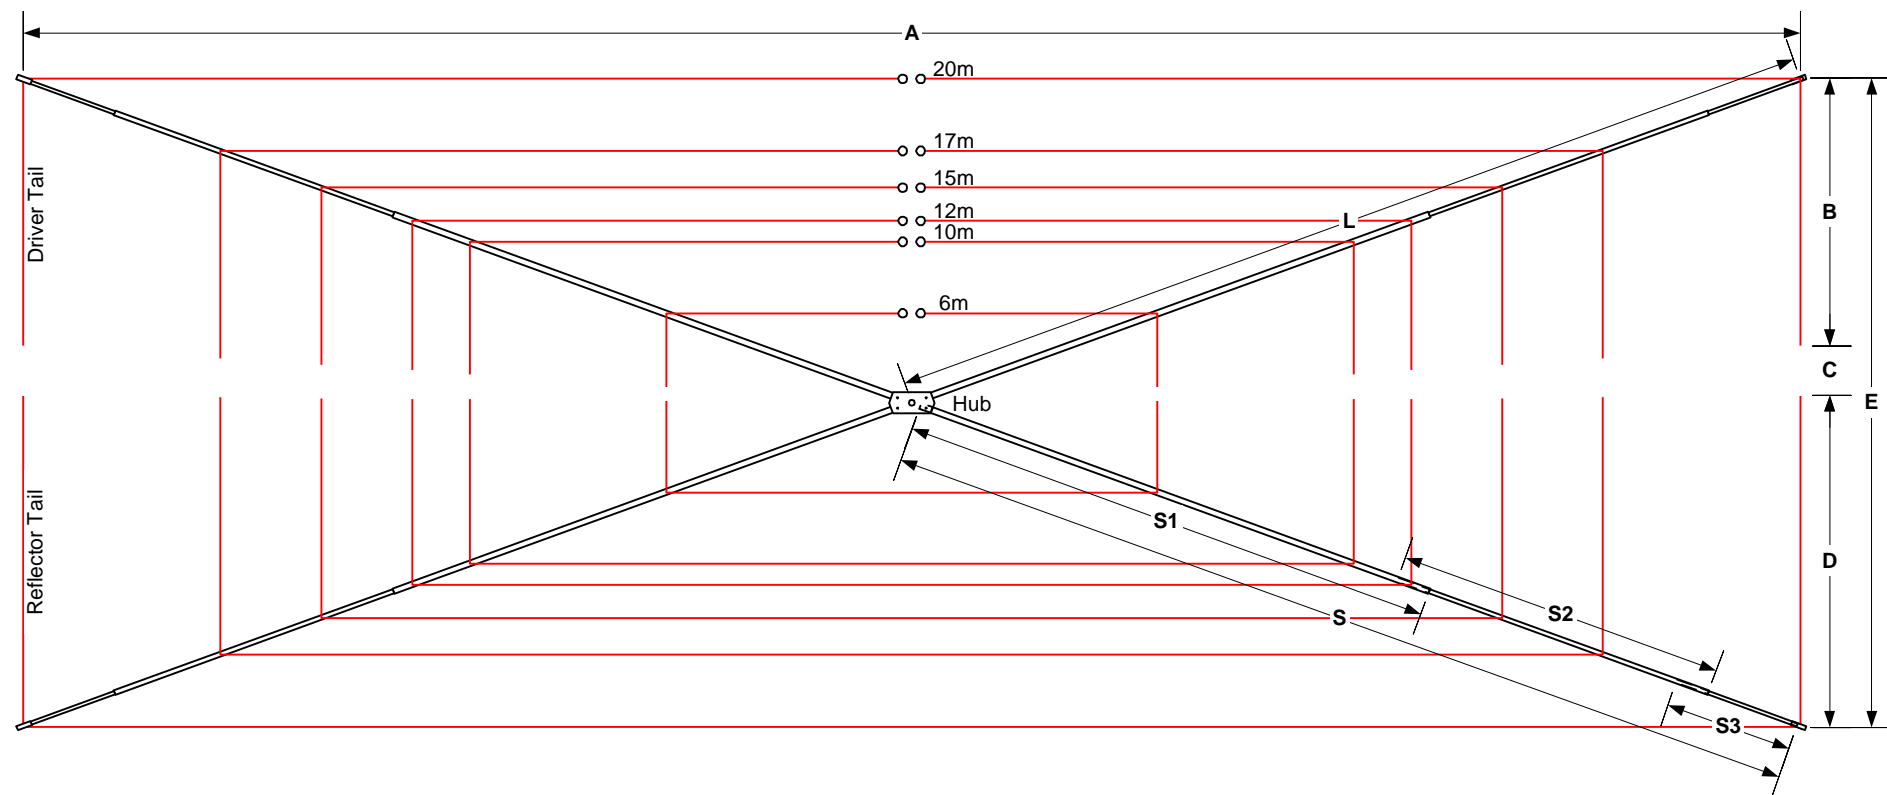 A
20m
17m
15m
12m
10m
6m
L
B
C
E
D
Driver Tail
Reflector Tail
Hub
S1
S
S2
S3